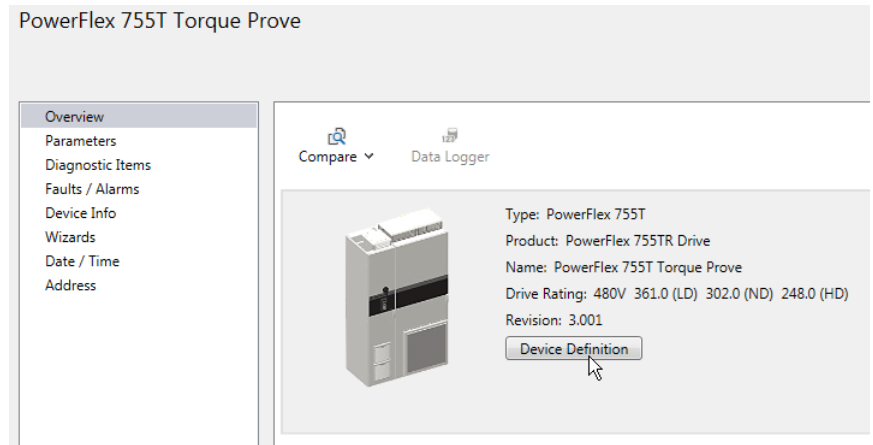 PowerFlex 755T Torque Prove
Overview
Parameters
Diagnostic Items
Faults / Alarms
Device Info
Wizards
Date / Time
Address
Compare
Data Logger
Type: PowerFlex 755T
Product: PowerFlex 755TR Drive
Name: PowerFlex 755T Torque Prove
Drive Rating: 480V 361.0 (LD) 302.0 (ND) 248.0 (HD)
Revision: 3.001
Device Definition